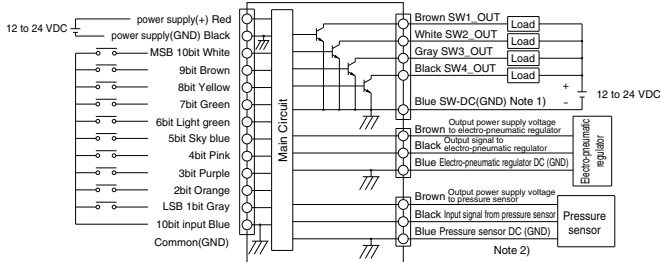 12 to 24 VDC
power supply(+) Red
power supply(GND) Black
MSB 10bit White
9bit Brown
8bit Yellow
7bit Green
6bit Light green
5bit Sky blue
4bit Pink
3bit Purple
2bit Orange
LSB 1bit Gray
10bit input Blue
Common(GND)
Main Circuit
Brown SW1_OUT
White SW2_OUT
Gray SW3_OUT
Black SW4_OUT
Load
Load
Load
Load
Blue SW-DC(GND) Note 1)
+
−
12 to 24 VDC
Brown Output power supply voltage to electro-pneumatic regulator
Black Output signal to electro-pneumatic regulator
Blue Electro-pneumatic regulator DC (GND)
Electro-pneumatic regulator
Brown Output power supply voltage to pressure sensor
Black Input signal from pressure sensor
Blue Pressure sensor DC (GND)
Pressure sensor
Note 2)